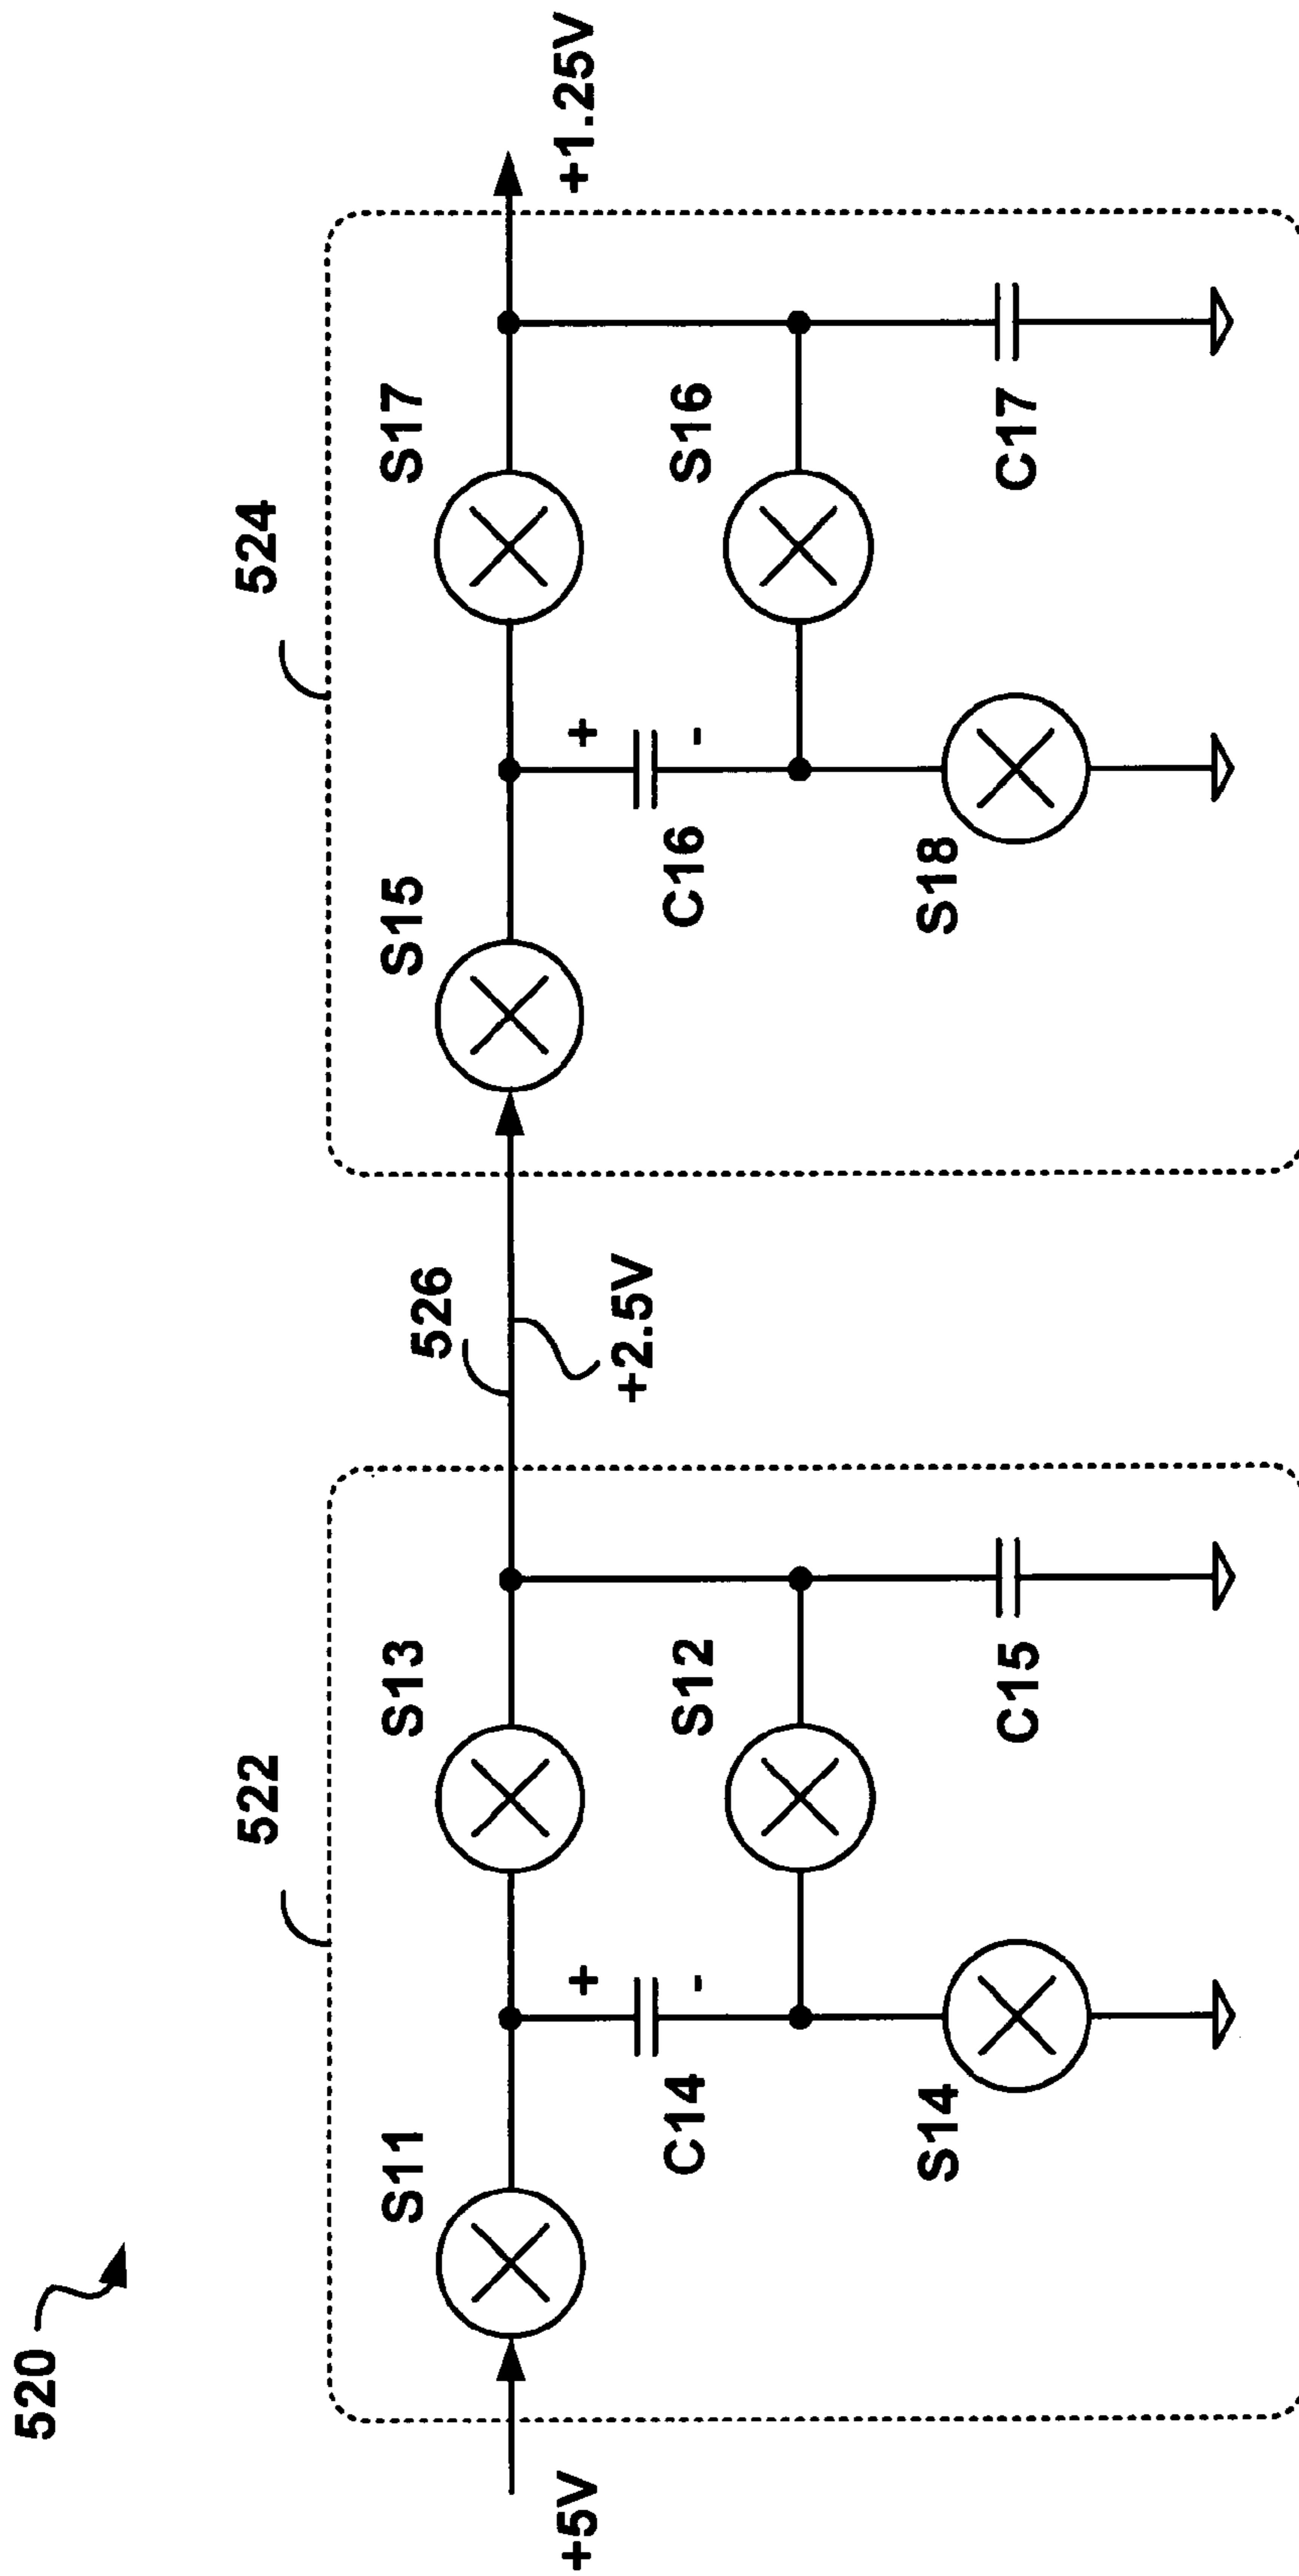 520
522
524
S11
S13
526
S15
S17
+5V
+2.5V
+1.25V
+
+
C14
-
S12
C16
-
S16
S14
C15
S18
C17